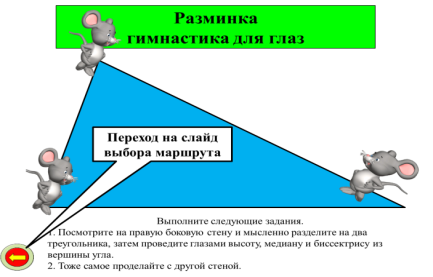 Разминка
гимнастика для глаз
Переход на слайд
выбора маршрута
Выполните следующие задания.
1. Посмотрите на правую боковую стену и мысленно разделите на два
треугольника, затем проведите глазами высоту, медиану и биссектрису из
вершины угла.
2. Тоже самое проделайте с другой стеной.